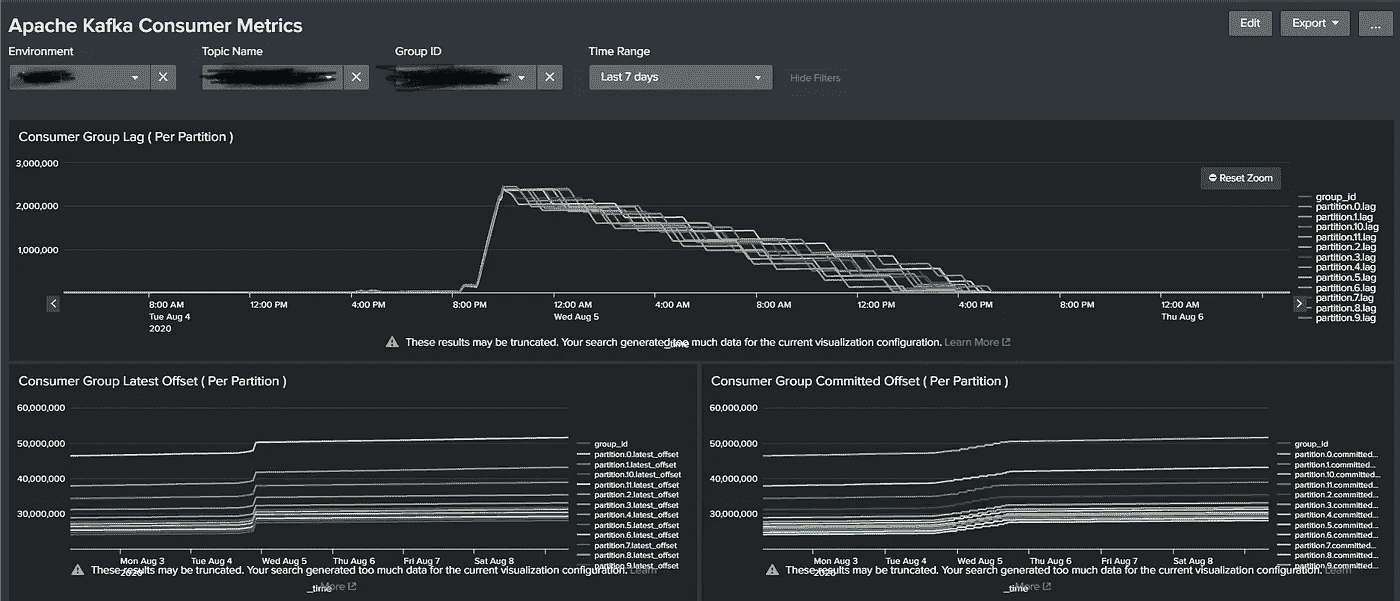 Apache Kafka Consumer Metrics
Edit
Export
...
Environment
Topic Name
Group ID
Time Range
Last 7 days
Hide Filters
Consumer Group Lag ( Per Partition )
3,000,000
2,000,000
1,000,000
Reset Zoom
group_id
partition.0.lag
partition.1.lag
partition.10.lag
partition.11.lag
partition.2.lag
partition.3.lag
partition.4.lag
partition.5.lag
partition.6.lag
partition.7.lag
partition.8.lag
partition.9.lag
8:00 AM 12:00 PM 4:00 PM 8:00 PM 12:00 AM 4:00 AM 8:00 AM 12:00 PM 4:00 PM 8:00 PM 12:00 AM
Tue Aug 4 Wed Aug 5 Thu Aug 6
2020
These results may be truncated. Your search generated too much data for the current visualization configuration. Learn More
_time
Consumer Group Latest Offset ( Per Partition )
60,000,000
50,000,000
40,000,000
30,000,000
group_id
partition.0.latest_offset
partition.1.latest_offset
partition.10.latest_offset
partition.11.latest_offset
partition.2.latest_offset
partition.3.latest_offset
partition.4.latest_offset
partition.5.latest_offset
partition.6.latest_offset
partition.7.latest_offset
partition.8.latest_offset
partition.9.latest_offset
Mon Aug 3 Tue Aug 4 Wed Aug 5 Thu Aug 6 Fri Aug 7 Sat Aug 8
2020
These results may be truncated. Your search generated too much data for the current visualization configuration. Learn
More
_time
Consumer Group Committed Offset ( Per Partition )
60,000,000
50,000,000
40,000,000
30,000,000
group_id
partition.0.committed...
partition.1.committed...
partition.10.committed...
partition.11.committed...
partition.2.committed...
partition.3.committed...
partition.4.committed...
partition.5.committed...
partition.6.committed...
partition.7.committed...
partition.8.committed...
partition.9.committed...
Mon Aug 3 Tue Aug 4 Wed Aug 5 Thu Aug 6 Fri Aug 7 Sat Aug 8
2020
These results may be truncated. Your search generated too much data for the current visualization configuration. Learn
More
_time